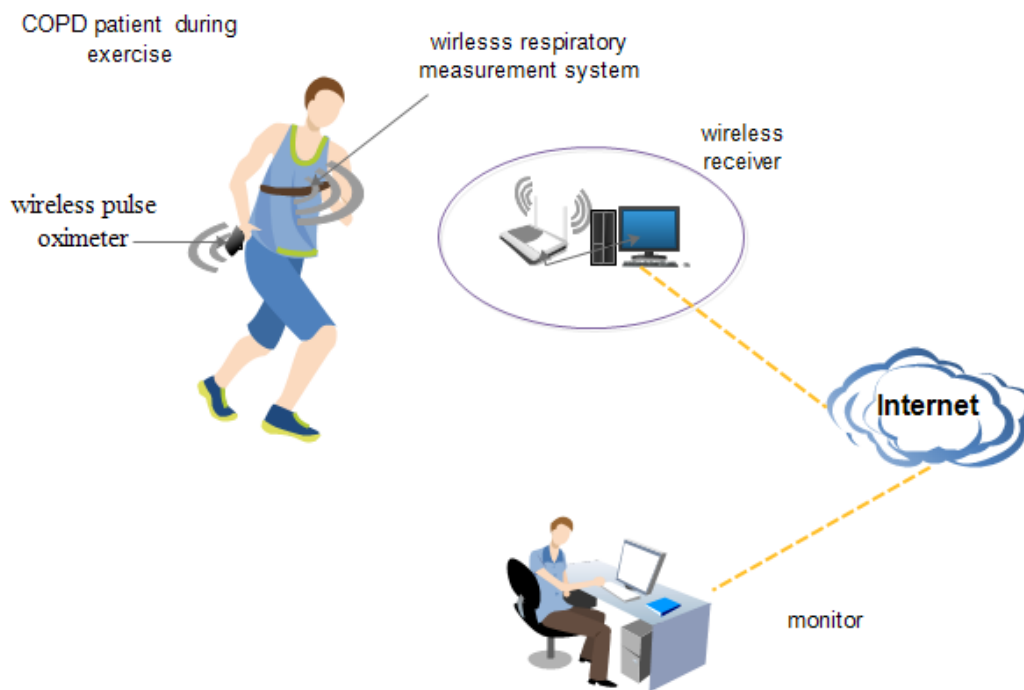 COPD patient during
exercise
wirlesss respiratory
measurement system
wireless
receiver
wireless pulse
oximeter
Internet
monitor